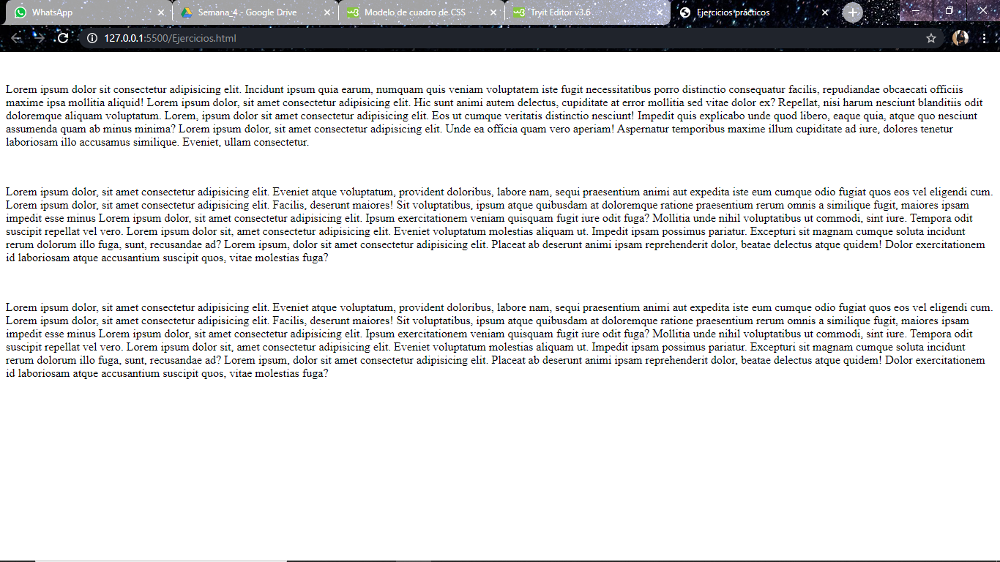 WhatsApp
Semana_4 - Google Drive
Modelo de cuadro de CSS -
Tryit Editor v3.6
Ejercicios prácticos
127.0.0.1:5500/Ejercicios.html
Lorem ipsum dolor sit consectetur adipisicing elit. Incidunt ipsum quia earum, numquam quis veniam voluptatem iste fugit necessitatibus porro distinctio consequatur facilis, repudiandae obcaecati officiis
maxime ipsa mollitia aliquid! Lorem ipsum dolor, sit amet consectetur adipisicing elit. Hic sunt animi autem delectus, cupiditate at error mollitia sed vitae dolor ex? Repellat, nisi harum nesciunt blanditiis odit
doloremque aliquam voluptatum. Lorem, ipsum dolor sit amet consectetur adipisicing elit. Eos ut cumque veritatis distinctio nesciunt! Impedit quis explicabo unde quod libero, eaque quia, atque quo nesciunt
assumenda quam ab minus minima? Lorem ipsum dolor, sit amet consectetur adipisicing elit. Unde ea officia quam vero aperiam! Aspernatur temporibus maxime illum cupiditate ad iure, dolores tenetur
laboriosam illo accusamus similique. Eveniet, ullam consectetur.
Lorem ipsum dolor, sit amet consectetur adipisicing elit. Eveniet atque voluptatum, provident doloribus, labore nam, sequi praesentium animi aut expedita iste eum cumque odio fugiat quos eos vel eligendi cum.
Lorem ipsum dolor, sit amet consectetur adipisicing elit. Facilis, deserunt maiores! Sit voluptatibus, ipsum atque quibusdam at doloremque ratione praesentium rerum omnis a similique fugit, maiores ipsam
impedit esse minus Lorem ipsum dolor, sit amet consectetur adipisicing elit. Ipsum exercitationem veniam quisquam fugit iure odit fuga? Mollitia unde nihil voluptatibus ut commodi, sint iure. Tempora odit
suscipit repellat vel vero. Lorem ipsum dolor sit, amet consectetur adipisicing elit. Eveniet voluptatum molestias aliquam ut. Impedit ipsam possimus pariatur. Excepturi sit magnam cumque soluta incidunt
rerum dolorum illo fuga, sunt, recusandae ad? Lorem ipsum, dolor sit amet consectetur adipisicing elit. Placeat ab deserunt animi ipsam reprehenderit dolor, beatae delectus atque quidem! Dolor exercitationem
id laboriosam atque accusantium suscipit quos, vitae molestias fuga?
Lorem ipsum dolor, sit amet consectetur adipisicing elit. Eveniet atque voluptatum, provident doloribus, labore nam, sequi praesentium animi aut expedita iste eum cumque odio fugiat quos eos vel eligendi cum.
Lorem ipsum dolor, sit amet consectetur adipisicing elit. Facilis, deserunt maiores! Sit voluptatibus, ipsum atque quibusdam at doloremque ratione praesentium rerum omnis a similique fugit, maiores ipsam
impedit esse minus Lorem ipsum dolor, sit amet consectetur adipisicing elit. Ipsum exercitationem veniam quisquam fugit iure odit fuga? Mollitia unde nihil voluptatibus ut commodi, sint iure. Tempora odit
suscipit repellat vel vero. Lorem ipsum dolor sit, amet consectetur adipisicing elit. Eveniet voluptatum molestias aliquam ut. Impedit ipsam possimus pariatur. Excepturi sit magnam cumque soluta incidunt
rerum dolorum illo fuga, sunt, recusandae ad? Lorem ipsum, dolor sit amet consectetur adipisicing elit. Placeat ab deserunt animi ipsam reprehenderit dolor, beatae delectus atque quidem! Dolor exercitationem
id laboriosam atque accusantium suscipit quos, vitae molestias fuga?